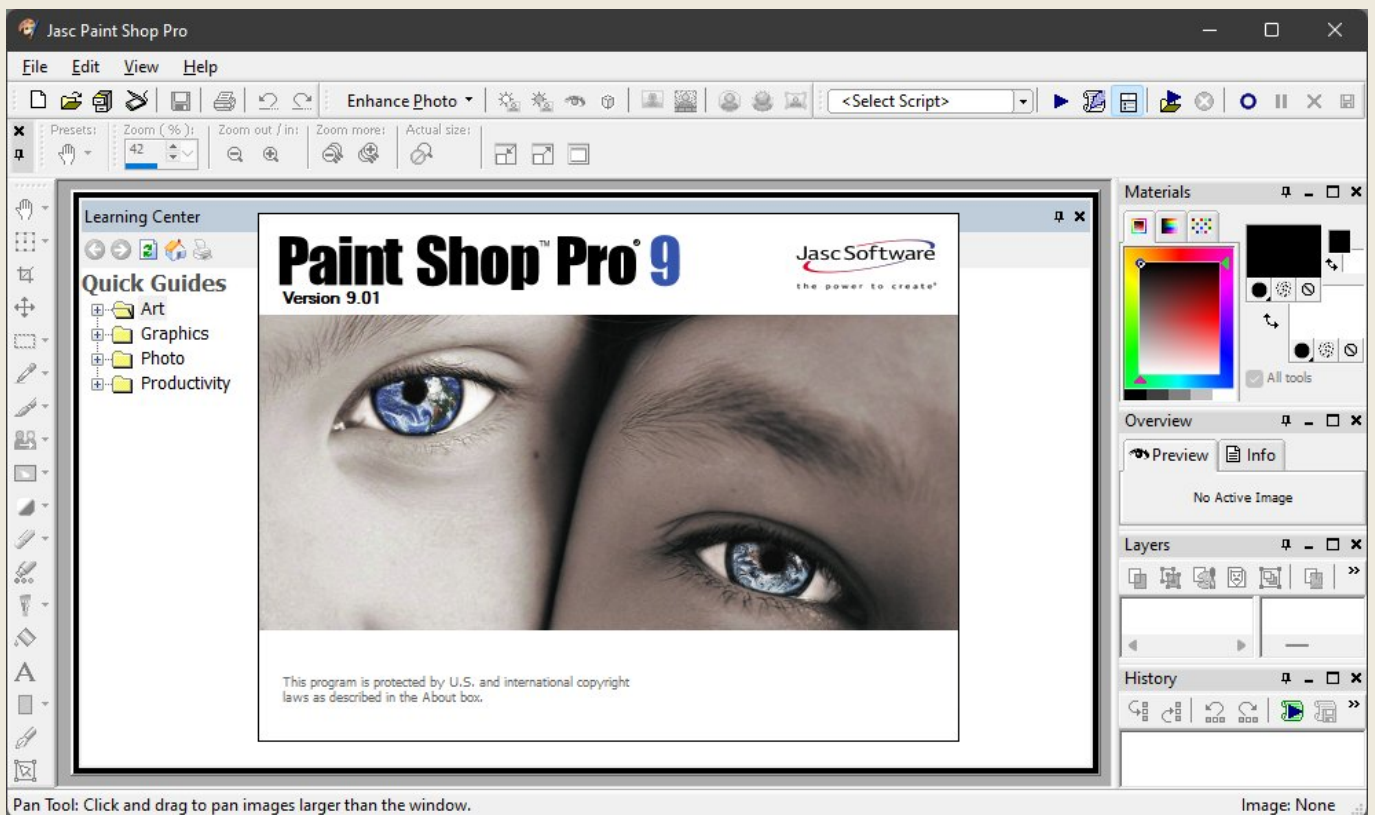 Jasc Paint Shop Pro
File Edit View Help
Enhance Photo <Select Script>
Presets: Zoom ( % ): Zoom out / in: Zoom more: Actual size:
42
Learning Center
Quick Guides
Art
Graphics
Photo
Productivity
Paint Shop™ Pro® 9
Version 9.01
Jasc Software
the power to create®
This program is protected by U.S. and international copyright
laws as described in the About box.
Materials
All tools
Overview
Preview Info
No Active Image
Layers
History
Pan Tool: Click and drag to pan images larger than the window.
Image: None